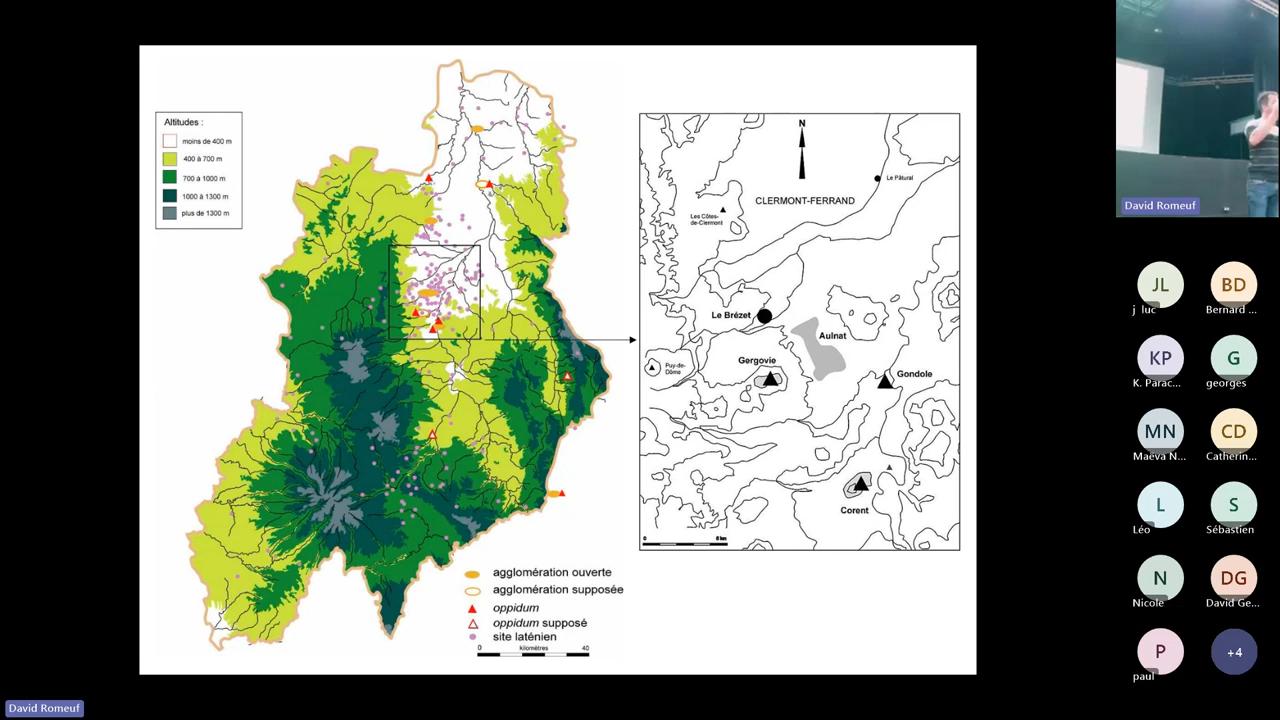 Altitudes :
moins de 400 m
400 à 700 m
700 à 1000 m
1000 à 1300 m
plus de 1300 m
agglomération ouverte
agglomération supposée
oppidum
oppidum supposé
site laténien
kilomètres
0 40
N
Le Pâtural
CLERMONT-FERRAND
Les Côtes-
de-Clermont
Le Brézet
Aulnat
Gergovie
Puy-de-
Dôme
Gondole
Corent
0 6 km
David Romeuf
JL
j luc
BD
Bernard ...
KP
K. Parac...
G
georges
MN
Maëva N...
CD
Catherin...
L
Léo
S
Sébastien
N
Nicole
DG
David Ge...
P
paul
+4
David Romeuf